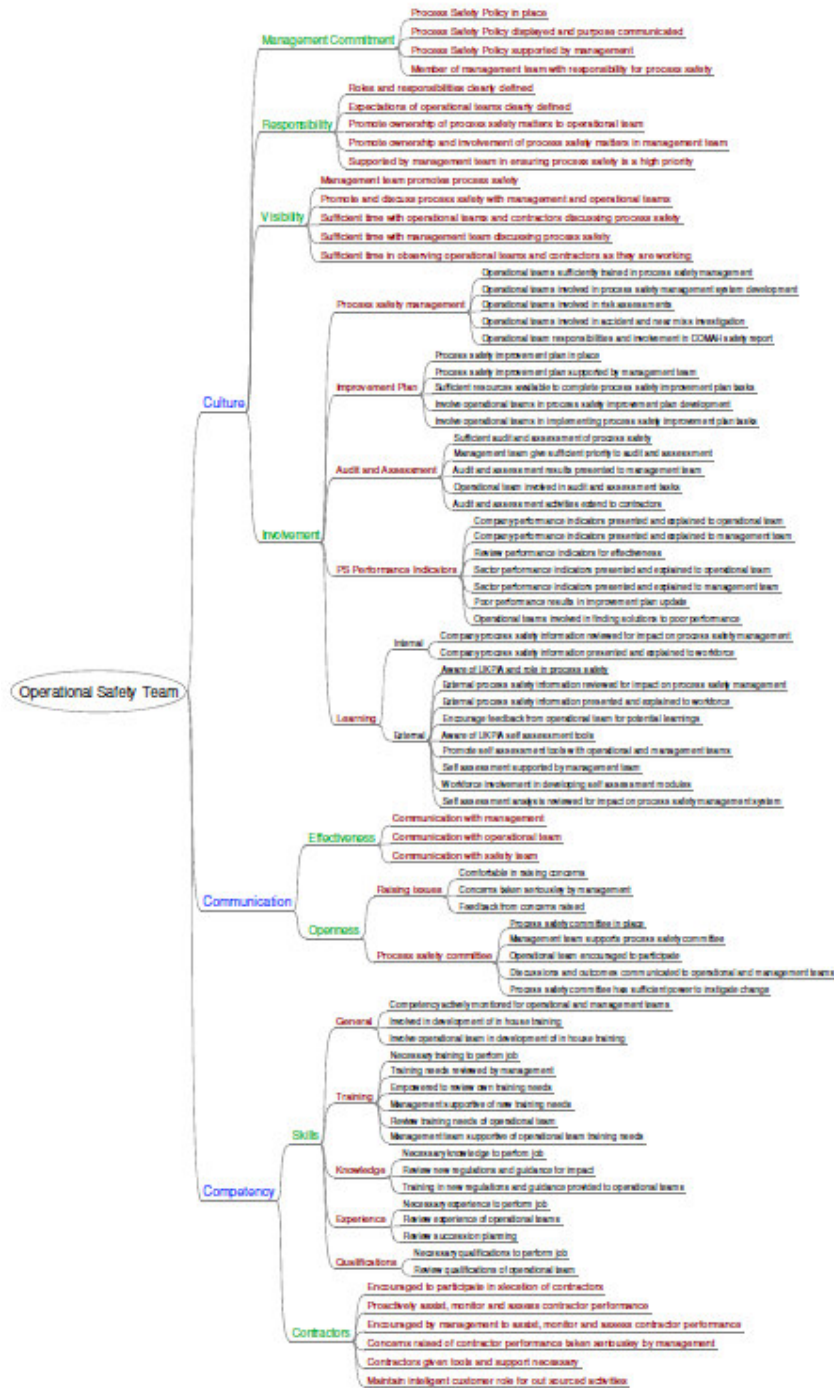 Operational Safety Team
Culture
Management Commitment
Process Safety Policy in place
Process Safety Policy displayed and purpose communicated
Process Safety Policy supported by management
Member of management team with responsibility for process safety
Responsibility
Roles and responsibilities clearly defined
Expectations of operational teams clearly defined
Promote ownership of process safety matters to operational team
Promote ownership and involvement of process safety matters in management team
Supported by management team in ensuring process safety is a high priority
Visibility
Management team promotes process safety
Promote and discuss process safety with management and operational teams
Sufficient time with operational teams and contractors discussing process safety
Sufficient time with management team discussing process safety
Sufficient time in observing operational teams and contractors as they are working
Involvement
Process safety management
Operational teams sufficiently trained in process safety management
Operational teams involved in process safety management system development
Operational teams involved in risk assessments
Operational teams involved in accident and near miss investigation
Operational team responsibilities and involvement in COMAH safety report
Improvement Plan
Process safety improvement plan in place
Process safety improvement plan supported by management team
Sufficient resources available to complete process safety improvement plan tasks
Involve operational teams in process safety improvement plan development
Involve operational teams in implementing process safety improvement plan tasks
Audit and Assessment
Sufficient audit and assessment of process safety
Management team give sufficient priority to audit and assessment
Audit and assessment results presented to management team
Operational team involved in audit and assessment tasks
Audit and assessment activities extend to contractors
PS Performance Indicators
Company performance indicators presented and explained to operational team
Company performance indicators presented and explained to management team
Review performance indicators for effectiveness
Sector performance indicators presented and explained to operational team
Sector performance indicators presented and explained to management team
Poor performance results in improvement plan update
Operational teams involved in finding solutions to poor performance
Learning
Internal
Company process safety information reviewed for impact on process safety management
Company process safety information presented and explained to workforce
External
Aware of UKPIA and role in process safety
External process safety information reviewed for impact on process safety management
External process safety information presented and explained to workforce
Encourage feedback from operational team for potential learnings
Aware of UKPIA self assessment tools
Promote self assessment tools with operational and management teams
Self assessment supported by management team
Workforce involvement in developing self assessment modules
Self assessment analysis reviewed for impact on process safety management system
Communication
Effectiveness
Communication with management
Communication with operational team
Communication with safety team
Openness
Raising Issues
Comfortable in raising concerns
Concerns taken seriousley by management
Feedback from concerns raised
Process safety committee
Process safety committee in place
Management team supports process safety committee
Operational team encouraged to participate
Discussions and outcomes communicated to operational and management teams
Process safety committee has sufficient power to instigate change
Competency
Skills
General
Competency actively monitored for operational and management teams
Involved in development of in house training
Involve operational team in development of in house training
Training
Necessary training to perform job
Training needs reviewed by management
Empowered to review own training needs
Management supportive of new training needs
Review training needs of operational team
Management team supportive of operational team training needs
Knowledge
Necessary knowledge to perform job
Review new regulations and guidance for impact
Training in new regulations and guidance provided to operational teams
Experience
Necessary experience to perform job
Review experience of operational teams
Review succession planning
Qualifications
Necessary qualifications to perform job
Review qualifications of operational team
Contractors
Encouraged to participate in slecetion of contractors
Proactively assist, monitor and assess contractor performance
Encouraged by management to assist, monitor and assess contractor performance
Concerns raised of contractor performance taken seriousley by management
Contractors given tools and support necessary
Maintain inteligent customer role for out sourced activities